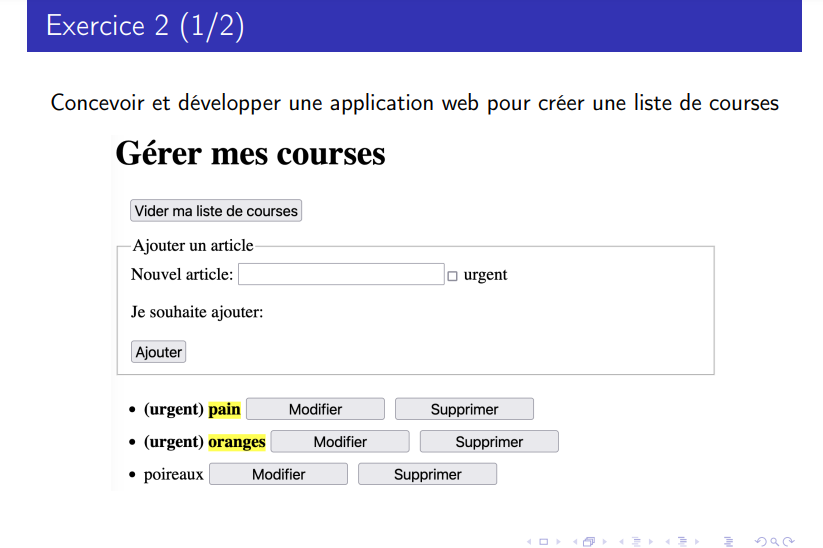 Exercice 2 (1/2)
Concevoir et développer une application web pour créer une liste de courses
Gérer mes courses
Vider ma liste de courses
Ajouter un article
Nouvel article: urgent
Je souhaite ajouter:
Ajouter
• (urgent) pain Modifier Supprimer
• (urgent) oranges Modifier Supprimer
• poireaux Modifier Supprimer